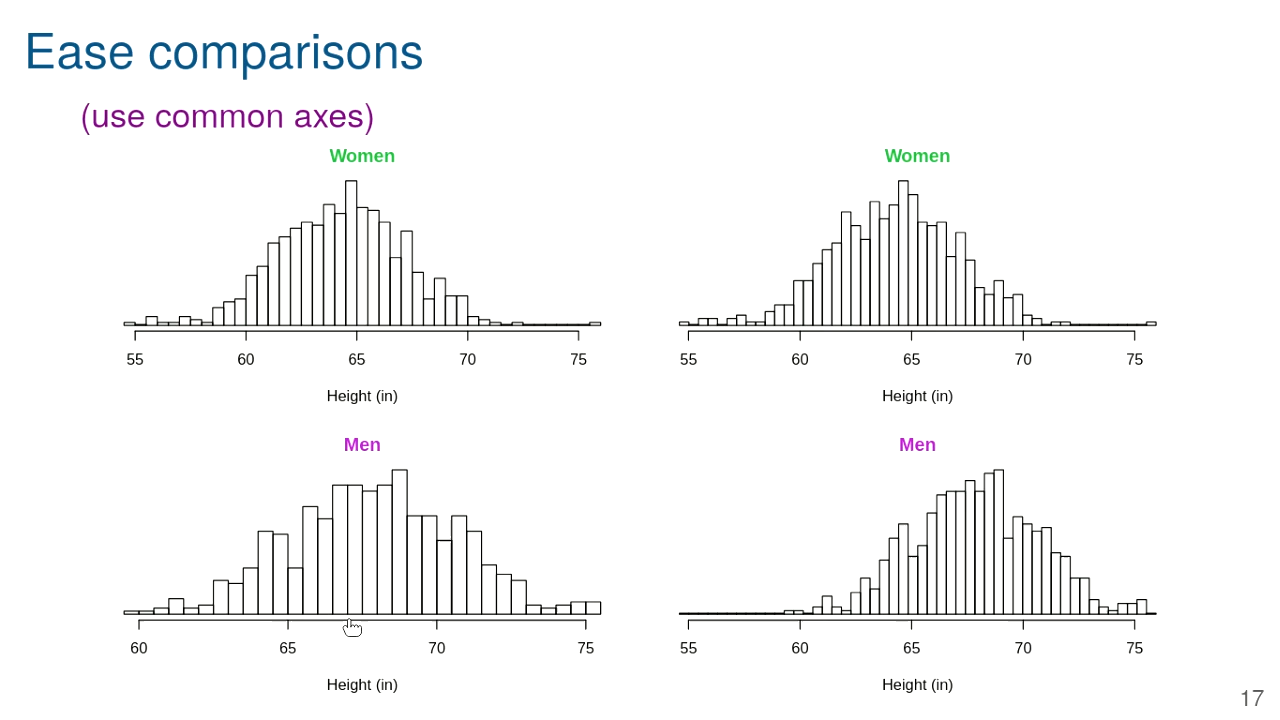 Ease comparisons
(use common axes)
Women
55 60 65 70 75
Height (in)
Women
55 60 65 70 75
Height (in)
Men
60 65 70 75
Height (in)
Men
55 60 65 70 75
Height (in)
17